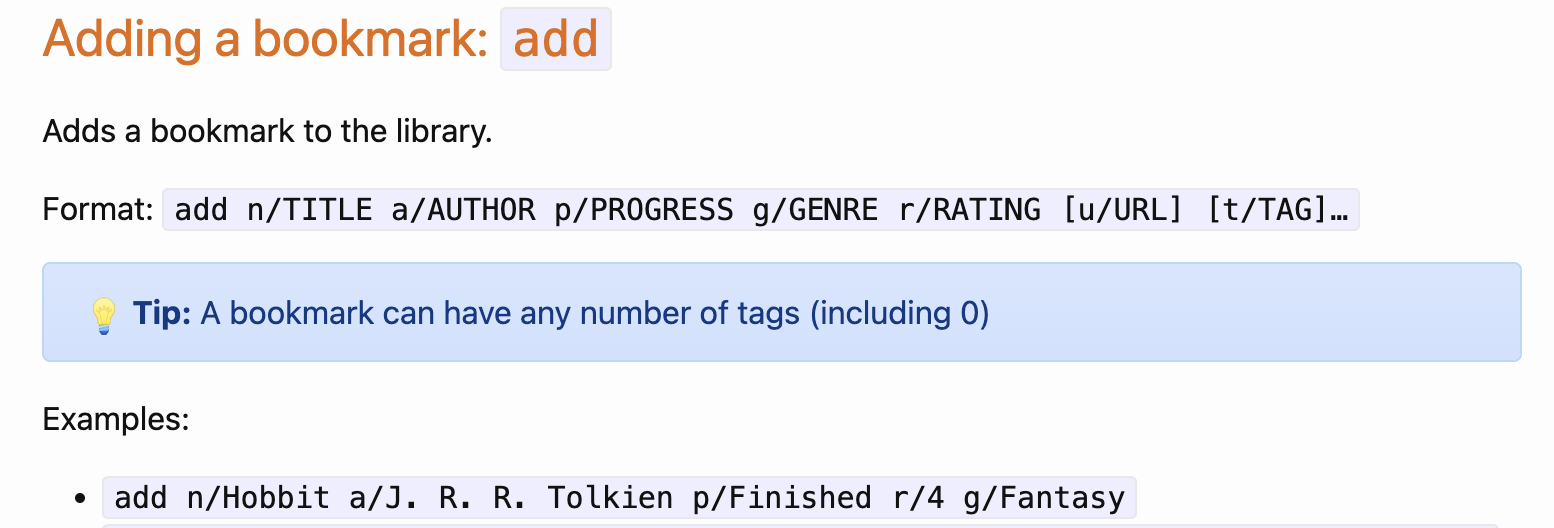 Adding a bookmark: add
Adds a bookmark to the library.
Format: add n/TITLE a/AUTHOR p/PROGRESS g/GENRE r/RATING [u/URL] [t/TAG]…
💡 Tip: A bookmark can have any number of tags (including 0)
Examples:
• add n/Hobbit a/J. R. R. Tolkien p/Finished r/4 g/Fantasy